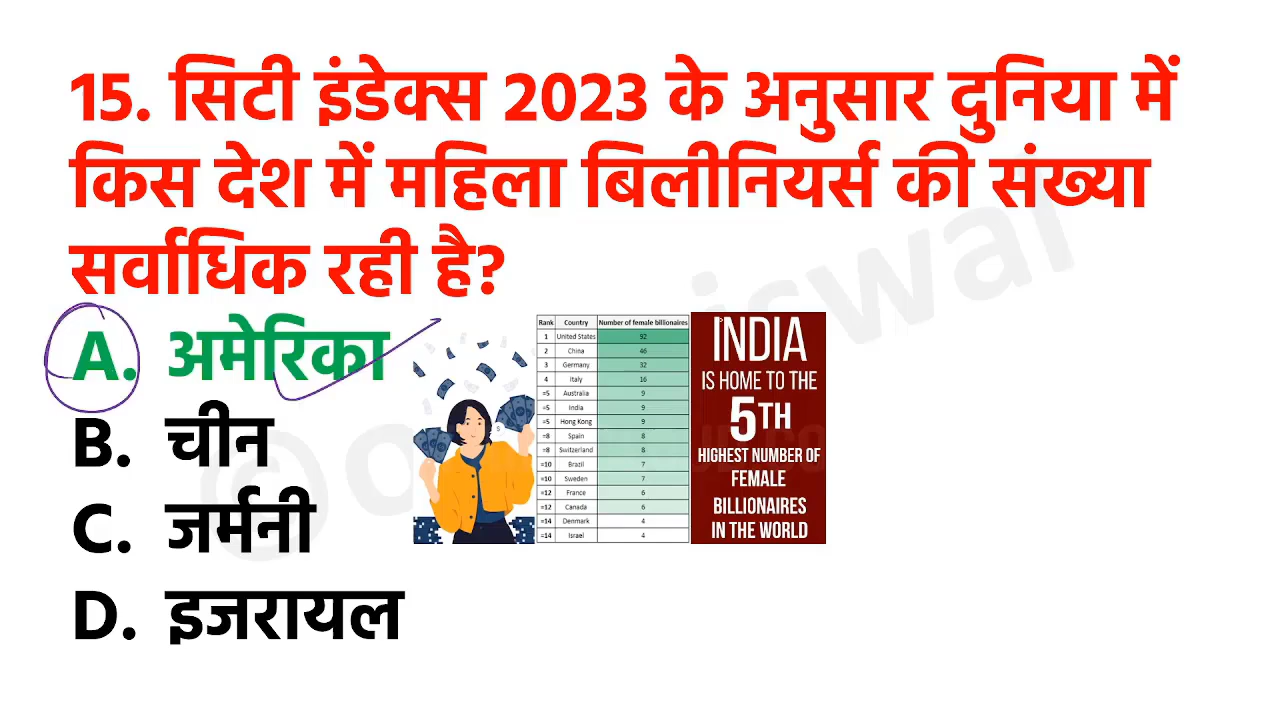 15. सिटी इंडेक्स 2023 के अनुसार दुनिया में
किस देश में महिला बिलीनियर्स की संख्या
सर्वाधिक रही है?
A. अमेरिका
B. चीन
C. जर्मनी
D. इजरायल
Rank Country Number of female billionaires
1 United States 92
2 China 46
3 Germany 32
4 Italy 16
=5 Australia 9
=5 India 9
=5 Hong Kong 9
=8 Spain 8
=8 Switzerland 8
=10 Brazil 7
=10 Sweden 7
=12 France 6
=12 Canada 6
=14 Denmark 4
=14 Israel 4
INDIA
IS HOME TO THE
5TH
HIGHEST NUMBER OF
FEMALE
BILLIONAIRES
IN THE WORLD